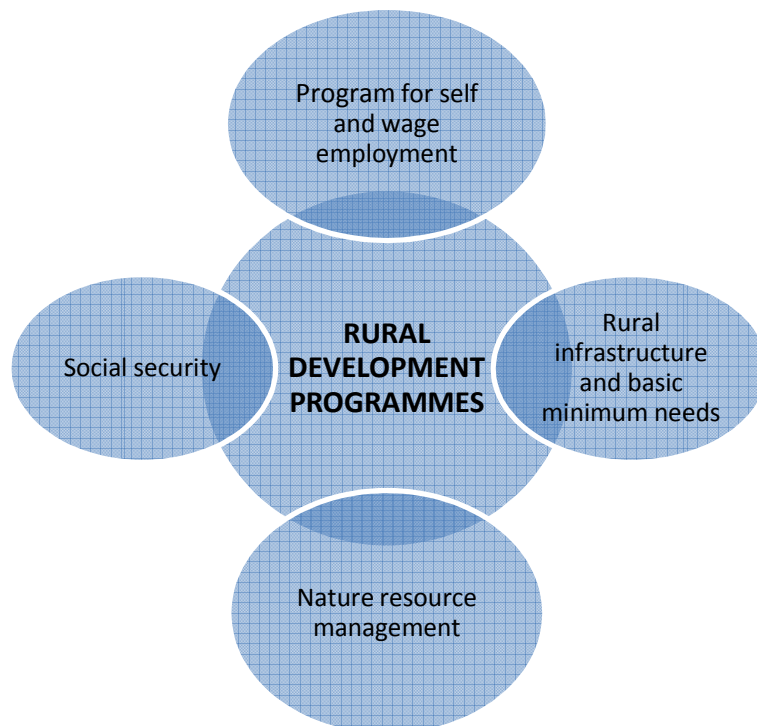 Program for self
and wage
employment
Social security
RURAL
DEVELOPMENT
PROGRAMMES
Rural
infrastructure
and basic
minimum needs
Nature resource
management